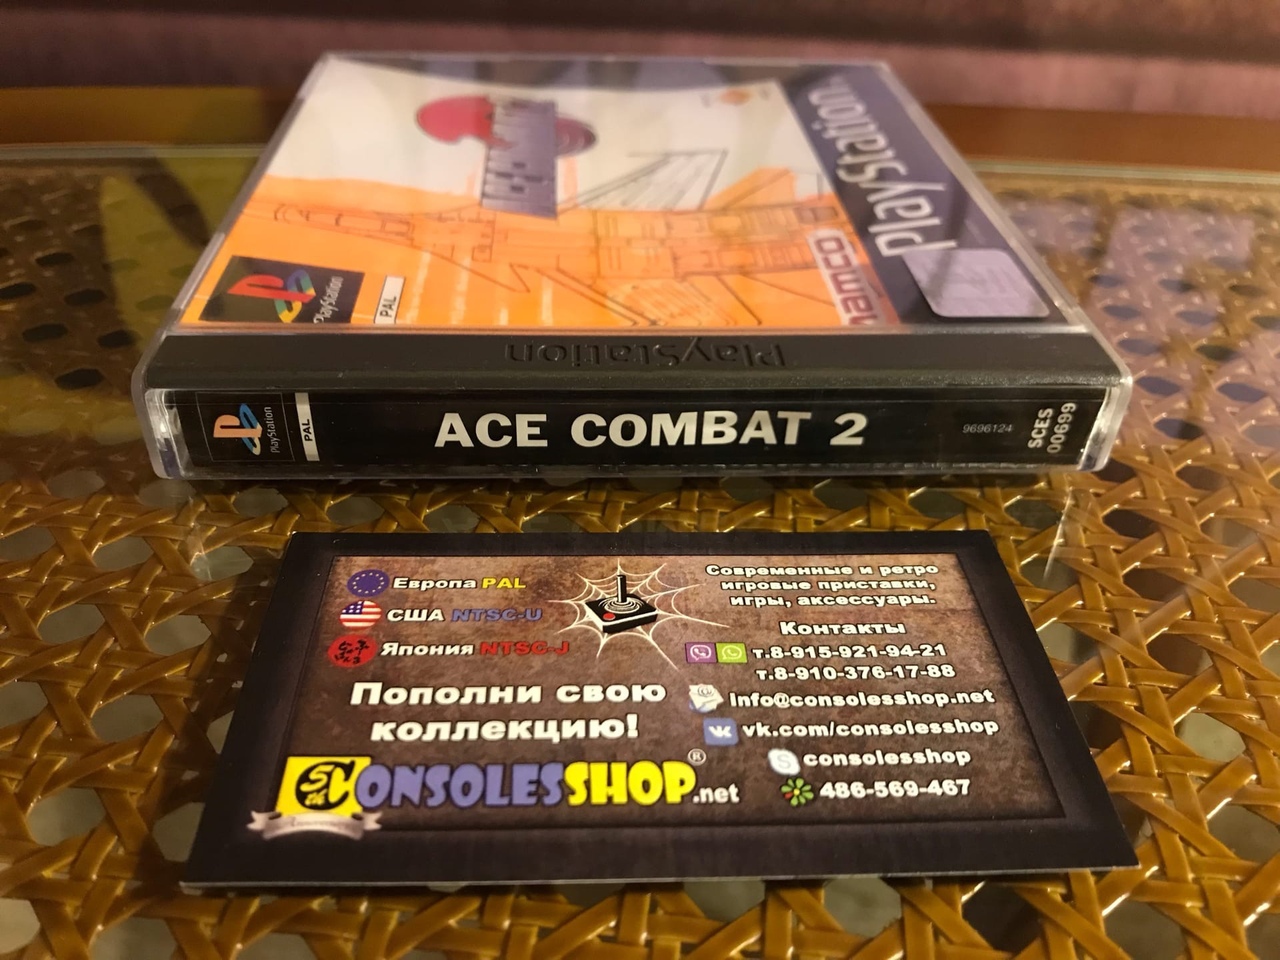 PlayStation
namco
PlayStation
PAL
PlayStation
PlayStation
PAL
ACE COMBAT 2
9696124
SCES
00699
Европа PAL
США NTSC-U
Япония NTSC-J
Пополни свою
коллекцию!
CONSOLESSHOP®.net
Современные и ретро
игровые приставки,
игры, аксессуары.
Контакты
т.8-915-921-94-21
т.8-910-376-17-88
info@consolesshop.net
vk.com/consolesshop
consolesshop
486-569-467